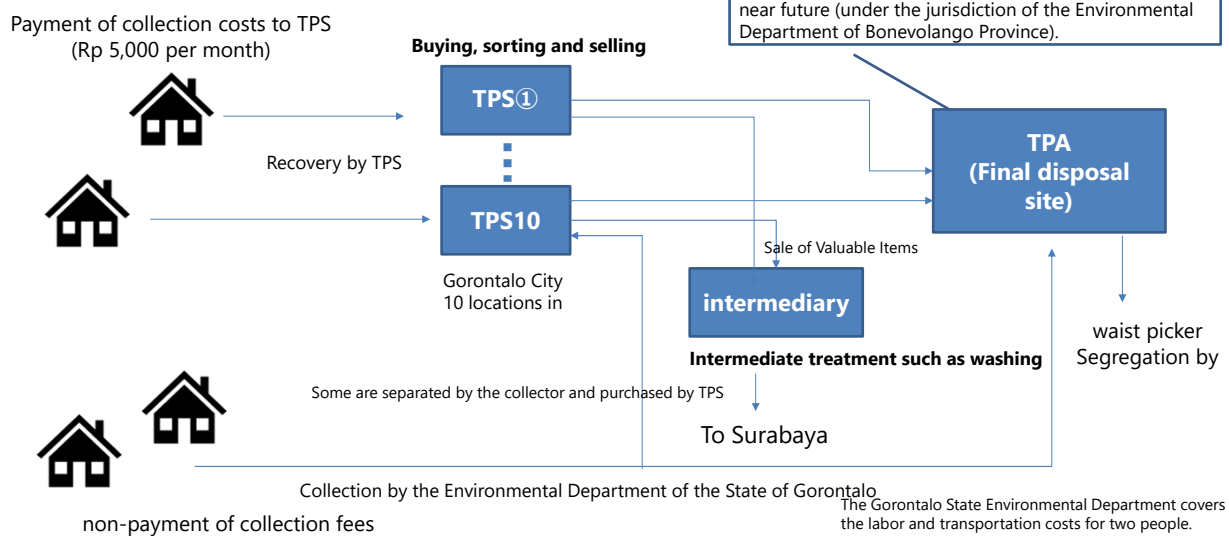 near future (under the jurisdiction of the Environmental
Department of Bonevolango Province).
Payment of collection costs to TPS
(Rp 5,000 per month)
Buying, sorting and selling
TPS①
TPA
(Final disposal
site)
Recovery by TPS
TPS10
Sale of Valuable Items
Gorontalo City
10 locations in
intermediary
waist picker
Segregation by
Intermediate treatment such as washing
Some are separated by the collector and purchased by TPS
To Surabaya
Collection by the Environmental Department of the State of Gorontalo
The Gorontalo State Environmental Department covers
the labor and transportation costs for two people.
non-payment of collection fees